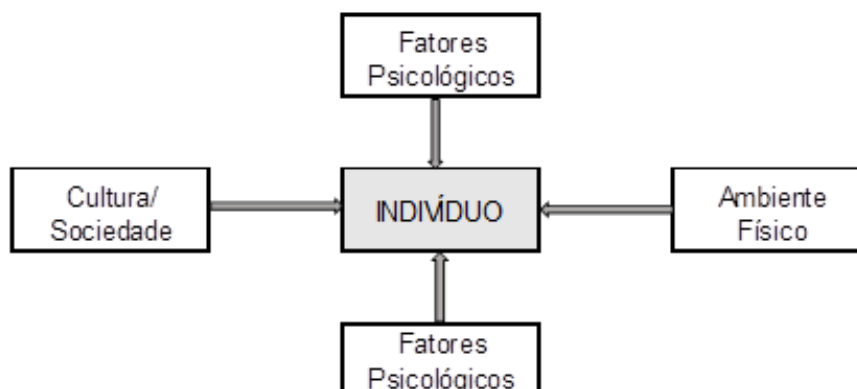 Fatores
Psicológicos
Cultura/
Sociedade
INDIVÍDUO
Ambiente
Físico
Fatores
Psicológicos